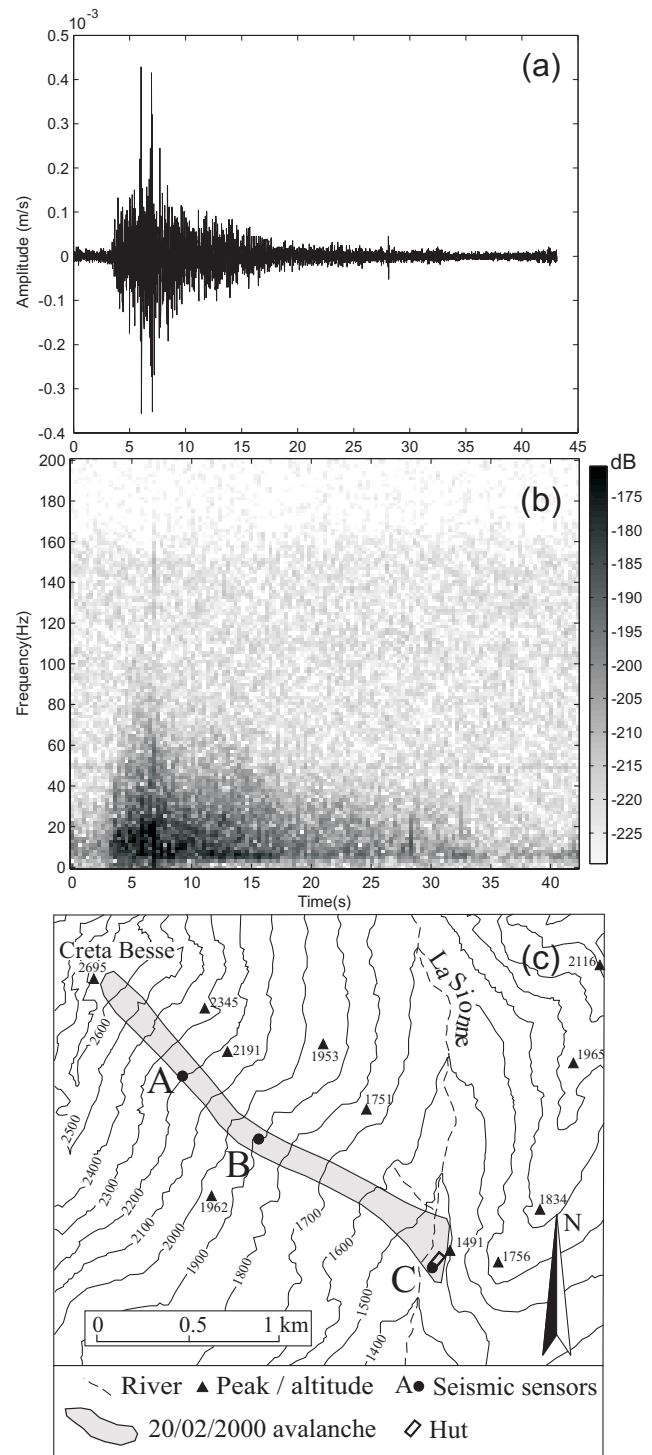 x 10⁻³
0.5
(a)
0.4
0.3
0.2
0.1
0
-0.1
-0.2
-0.3
-0.4
Amplitude (m/s)
0 5 10 15 20 25 30 35 40 45
200
(b)
180
160
140
120
100
80
60
40
20
0
Frequency(Hz)
0 5 10 15 20 25 30 35 40
Time(s)
dB
-175
-180
-185
-190
-195
-200
-205
-210
-215
-220
-225
(c)
Creta Besse
2695
2345
2191
1953
1751
1962
2116
1965
1834
1756
1491
La Sionne
2600
2500
2400
2300
2200
2100
2000
1900
1800
1700
1600
1500
1400
A
B
C
N
0 0.5 1 km
River Peak / altitude A Seismic sensors
20/02/2000 avalanche Hut